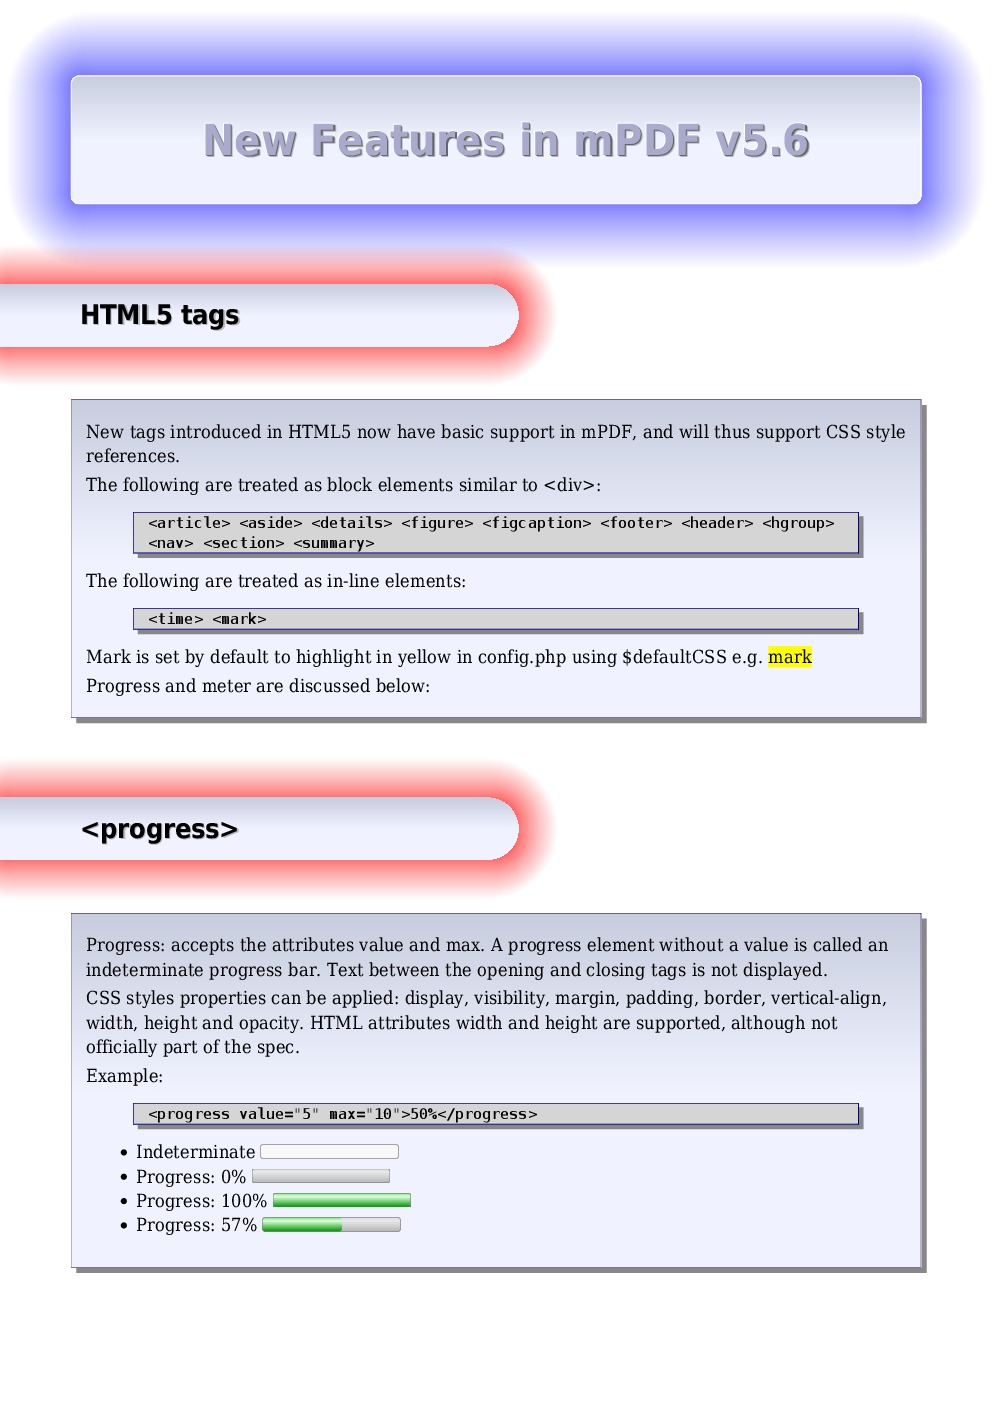 New Features in mPDF v5.6
HTML5 tags
New tags introduced in HTML5 now have basic support in mPDF, and will thus support CSS style
references.
The following are treated as block elements similar to <div>:
<article> <aside> <details> <figure> <figcaption> <footer> <header> <hgroup>
<nav> <section> <summary>
The following are treated as in-line elements:
<time> <mark>
Mark is set by default to highlight in yellow in config.php using $defaultCSS e.g. mark
Progress and meter are discussed below:
<progress>
Progress: accepts the attributes value and max. A progress element without a value is called an
indeterminate progress bar. Text between the opening and closing tags is not displayed.
CSS styles properties can be applied: display, visibility, margin, padding, border, vertical-align,
width, height and opacity. HTML attributes width and height are supported, although not
officially part of the spec.
Example:
<progress value="5" max="10">50%</progress>
• Indeterminate
• Progress: 0%
• Progress: 100%
• Progress: 57%